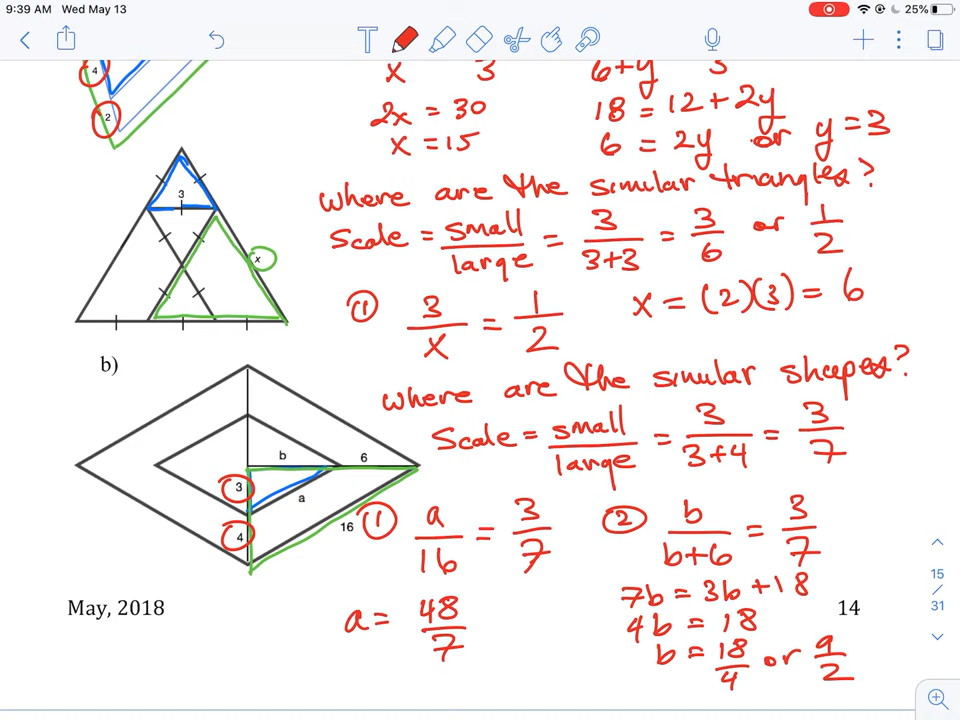 9:39 AM Wed May 13
25%
4
2
x 3
6+y 3
2x = 30
x = 15
18 = 12 + 2y
6 = 2y or y = 3
3
x
where are the similar triangles?
Scale = small/large = 3/(3+3) = 3/6 or 1/2
① 3/x = 1/2
x = (2)(3) = 6
b)
where are the similar shapes?
Scale = small/large = 3/(3+4) = 3/7
b 6
3
a
4
16
① a/16 = 3/7
a = 48/7
② b/(b+6) = 3/7
7b = 3b + 18
4b = 18
b = 18/4 or 9/2
May, 2018
14
15
/
31